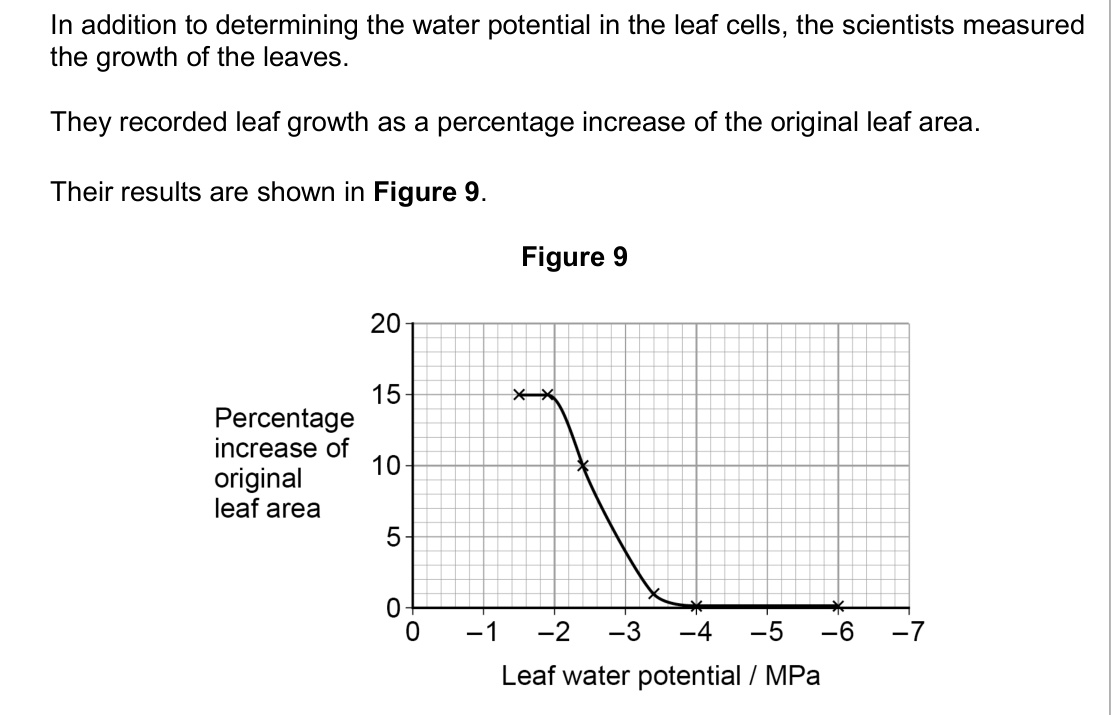 In addition to determining the water potential in the leaf cells, the scientists measured
the growth of the leaves.
They recorded leaf growth as a percentage increase of the original leaf area.
Their results are shown in Figure 9.
Figure 9
20
15
Percentage
increase of
original
leaf area
10
5
0
0 –1 –2 –3 –4 –5 –6 –7
Leaf water potential / MPa